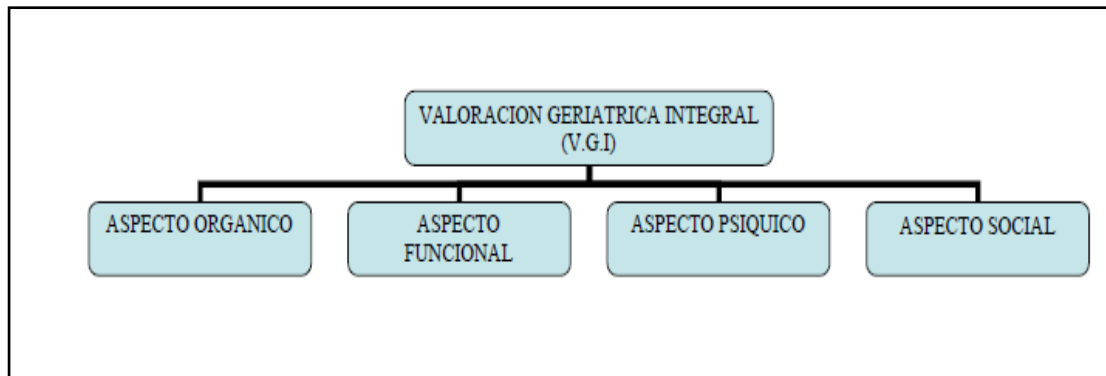 VALORACION GERIATRICA INTEGRAL
(V.G.I)
ASPECTO ORGANICO
ASPECTO
FUNCIONAL
ASPECTO PSIQUICO
ASPECTO SOCIAL